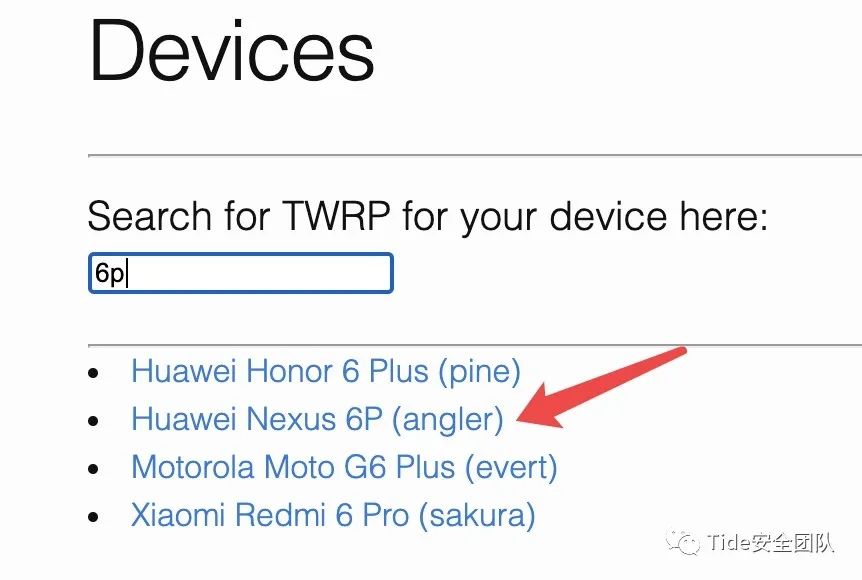 Devices
Search for TWRP for your device here:
6p
Huawei Honor 6 Plus (pine)
Huawei Nexus 6P (angler)
Motorola Moto G6 Plus (evert)
Xiaomi Redmi 6 Pro (sakura)
Tide安全团队